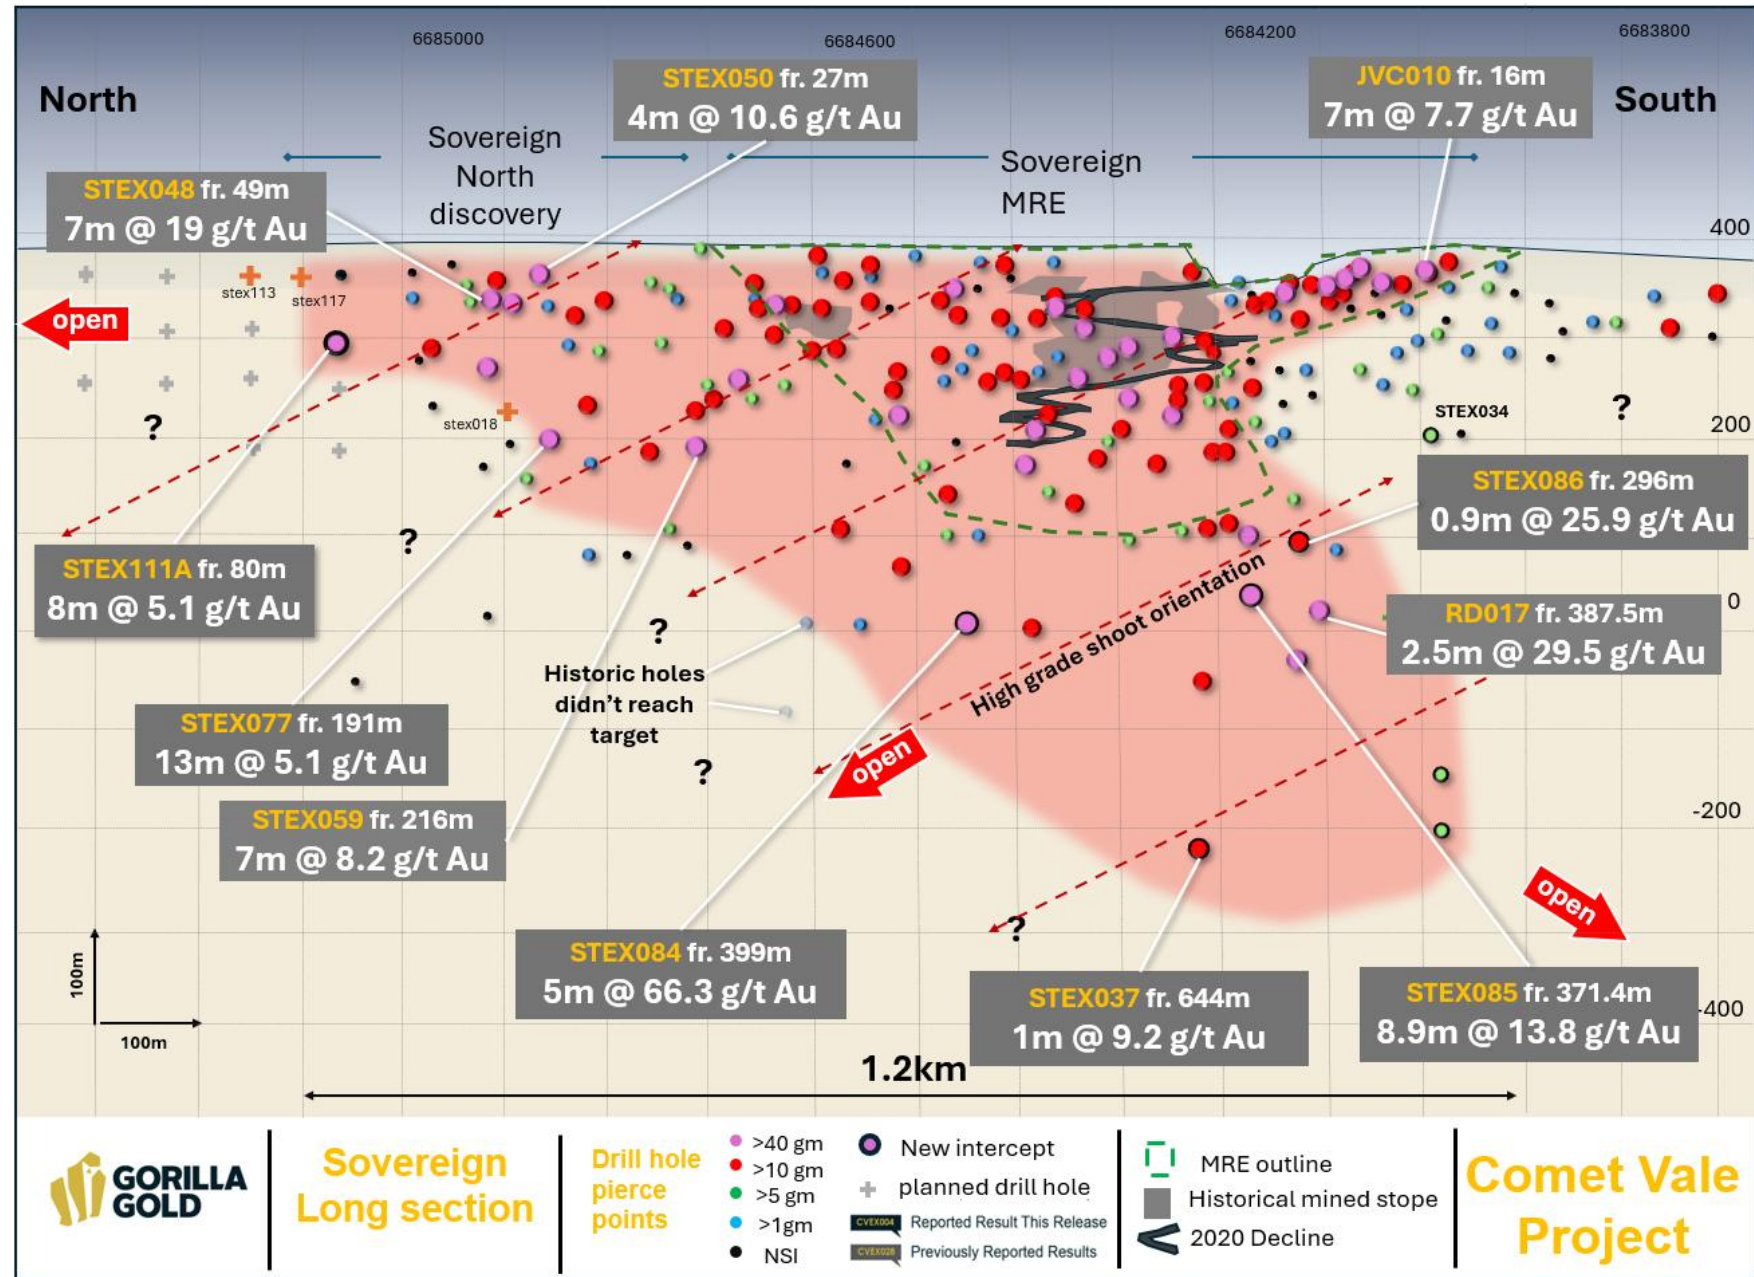 6685000
6684600
6684200
6683800
North
South
STEX050 fr. 27m
4m @ 10.6 g/t Au
JVC010 fr. 16m
7m @ 7.7 g/t Au
Sovereign
North
discovery
Sovereign
MRE
STEX048 fr. 49m
7m @ 19 g/t Au
400
stex113
stex117
open
?
stex018
STEX034
?
200
STEX086 fr. 296m
0.9m @ 25.9 g/t Au
?
STEX111A fr. 80m
8m @ 5.1 g/t Au
High grade shoot orientation
0
RD017 fr. 387.5m
2.5m @ 29.5 g/t Au
?
Historic holes
didn't reach
target
STEX077 fr. 191m
13m @ 5.1 g/t Au
?
open
STEX059 fr. 216m
7m @ 8.2 g/t Au
-200
open
?
STEX084 fr. 399m
5m @ 66.3 g/t Au
STEX037 fr. 644m
1m @ 9.2 g/t Au
STEX085 fr. 371.4m
8.9m @ 13.8 g/t Au
-400
100m
100m
1.2km
GORILLA
GOLD
Sovereign
Long section
Drill hole
pierce
points
>40 gm
>10 gm
>5 gm
>1gm
NSI
New intercept
planned drill hole
CVEX004 Reported Result This Release
CVEX028 Previously Reported Results
MRE outline
Historical mined stope
2020 Decline
Comet Vale
Project